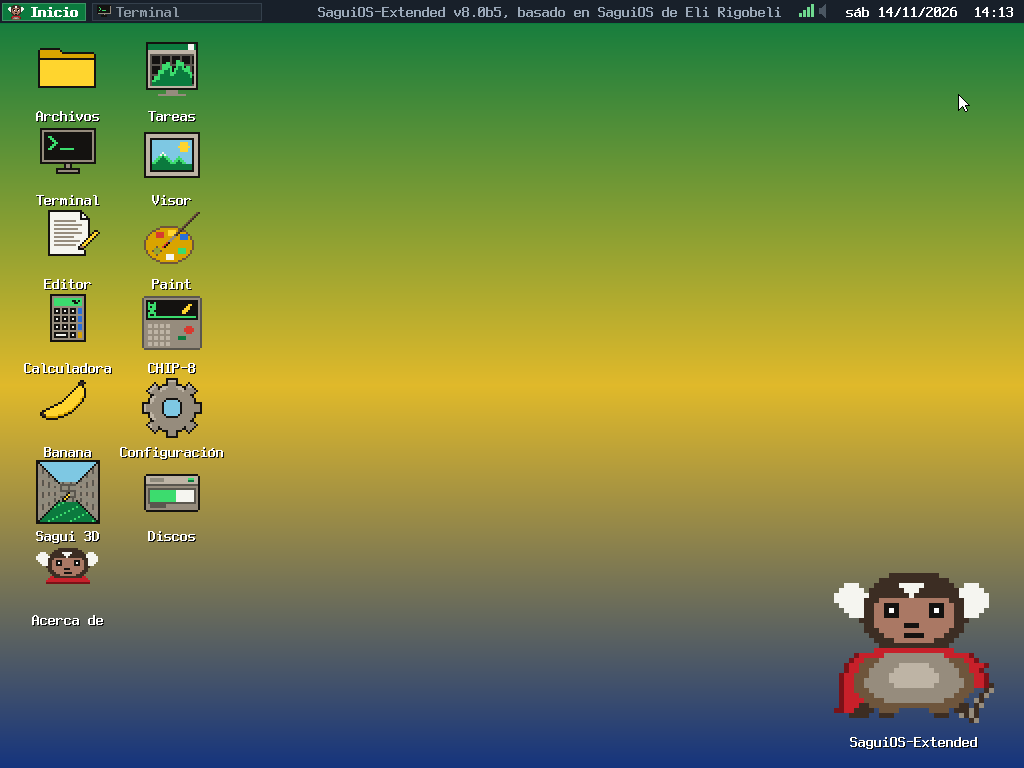 Inicio Terminal SaguiOS-Extended v8.0b5, basado en SaguiOS de Eli Rigobeli sáb 14/11/2026 14:13
Archivos Tareas
Terminal Visor
Editor Paint
Calculadora CHIP-8
Banana Configuración
Sagui 3D Discos
Acerca de
SaguiOS-Extended